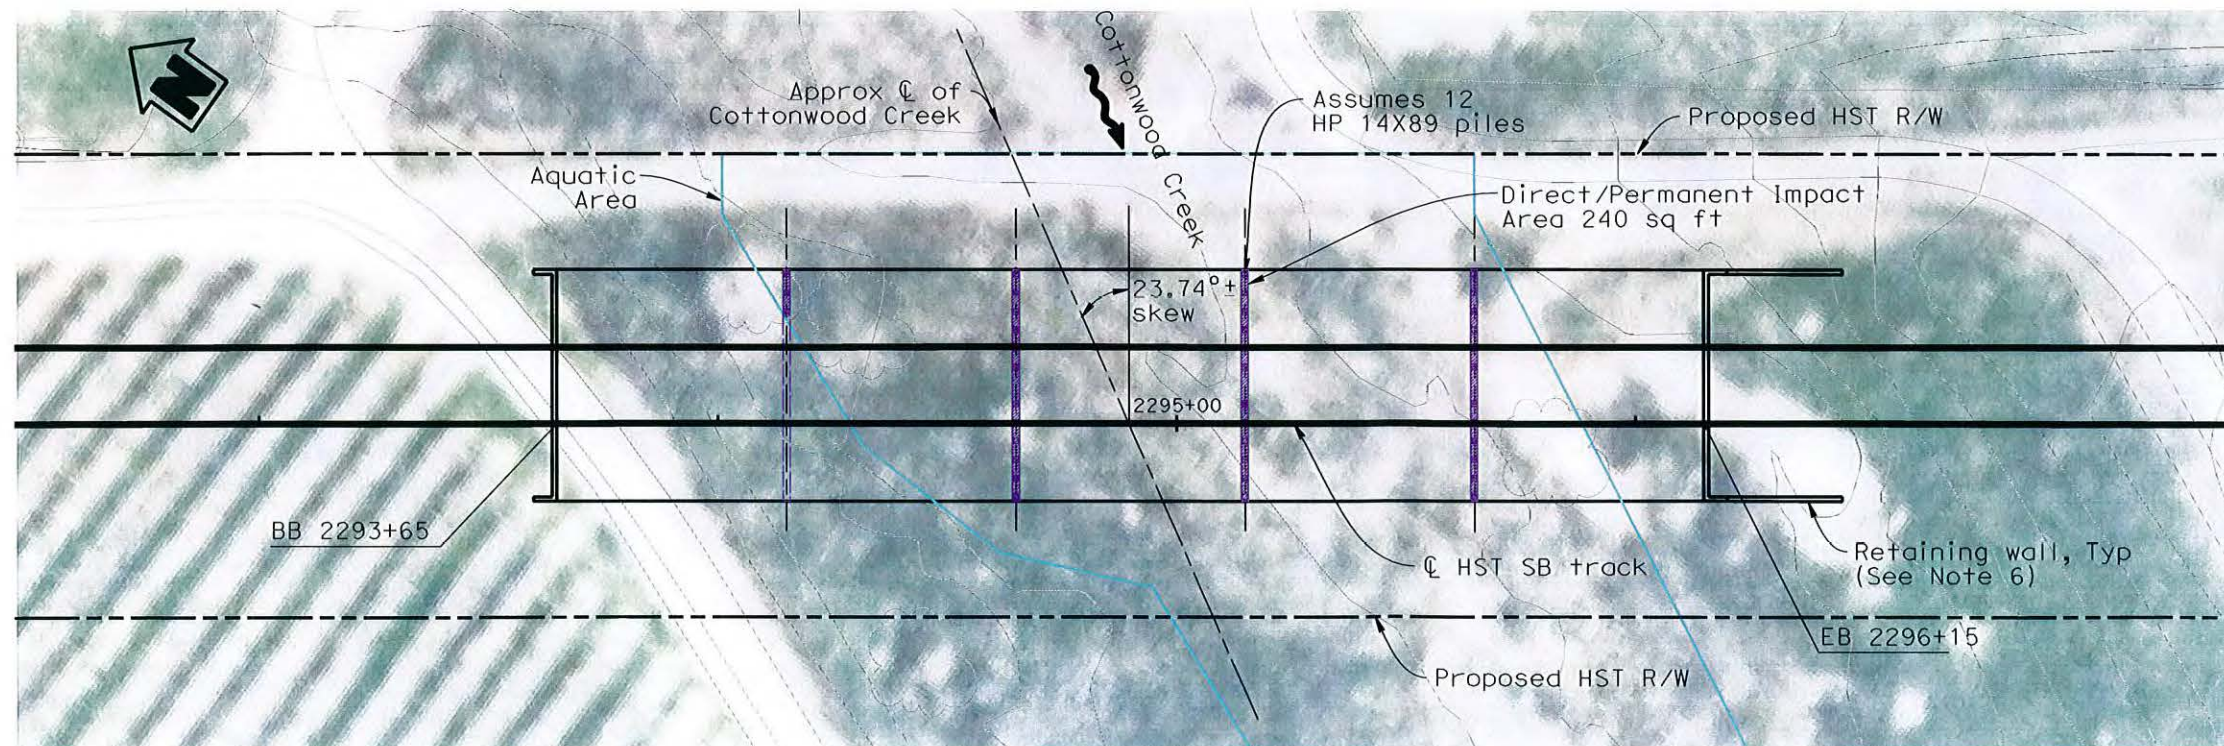 N
Cottonwood Creek
Approx ℄ of
Cottonwood Creek
Assumes 12
HP 14X89 piles
Proposed HST R/W
Aquatic
Area
Direct/Permanent Impact
Area 240 sq ft
23.74°±
skew
2295+00
BB 2293+65
℄ HST SB track
Retaining wall, Typ
(See Note 6)
EB 2296+15
Proposed HST R/W